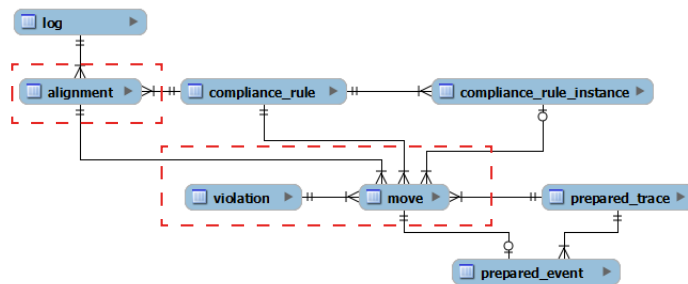 log
alignment
compliance_rule
compliance_rule_instance
violation
move
prepared_trace
prepared_event